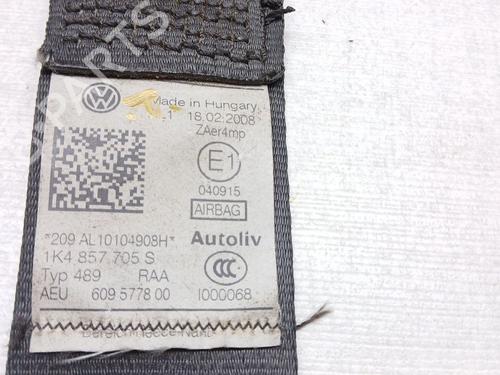 Made in Hungary
18.02.2008
ZAer4mp
E1
040915
AIRBAG
*209 AL10104908H*
Autoliv
1K4 857 705 S
Typ 489 RAA
AEU 609 5778 00 I000068